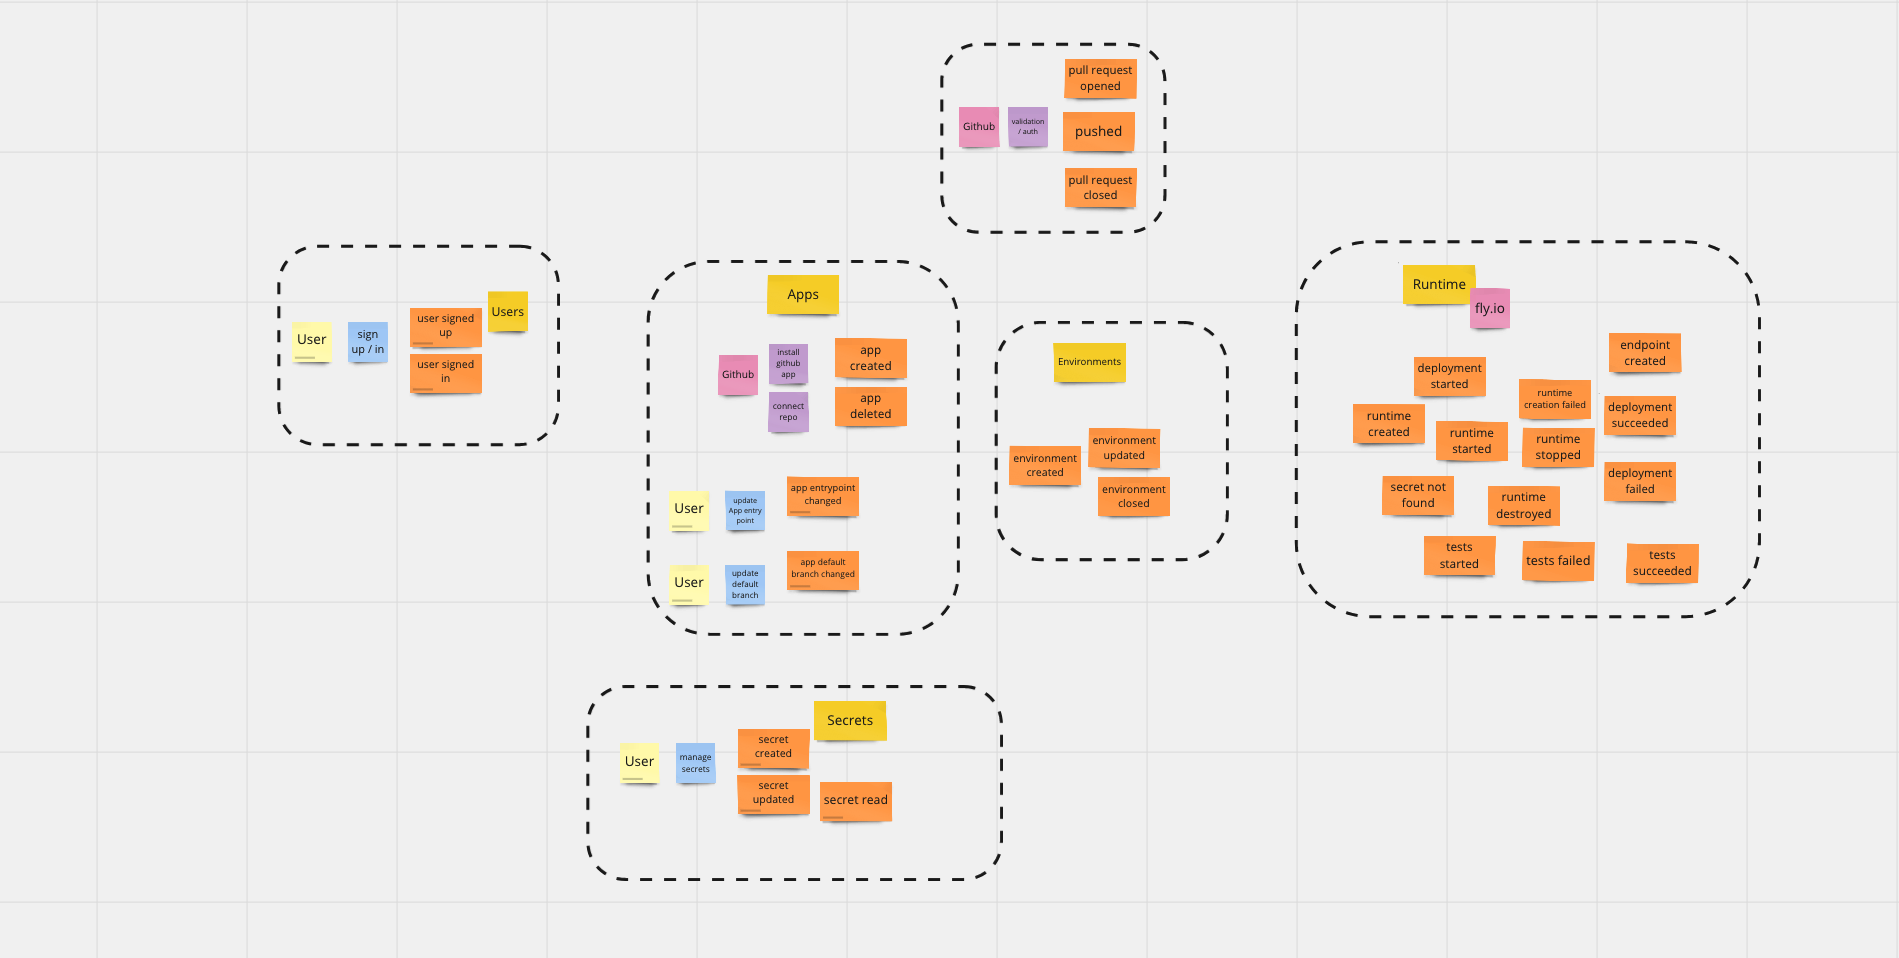 pull request
opened
Github
validation
/ auth
pushed
pull request
closed
User
sign
up / in
user signed
up
user signed
in
Users
Apps
Github
install
github
app
connect
repo
app
created
app
deleted
User
update
App entry
point
app entrypoint
changed
User
update
default
branch
app default
branch changed
Environments
environment
created
environment
updated
environment
closed
Runtime
fly.io
endpoint
created
deployment
started
runtime
creation failed
deployment
succeeded
runtime
created
runtime
started
runtime
stopped
deployment
failed
secret not
found
runtime
destroyed
tests
started
tests failed
tests
succeeded
Secrets
User
manage
secrets
secret
created
secret
updated
secret read